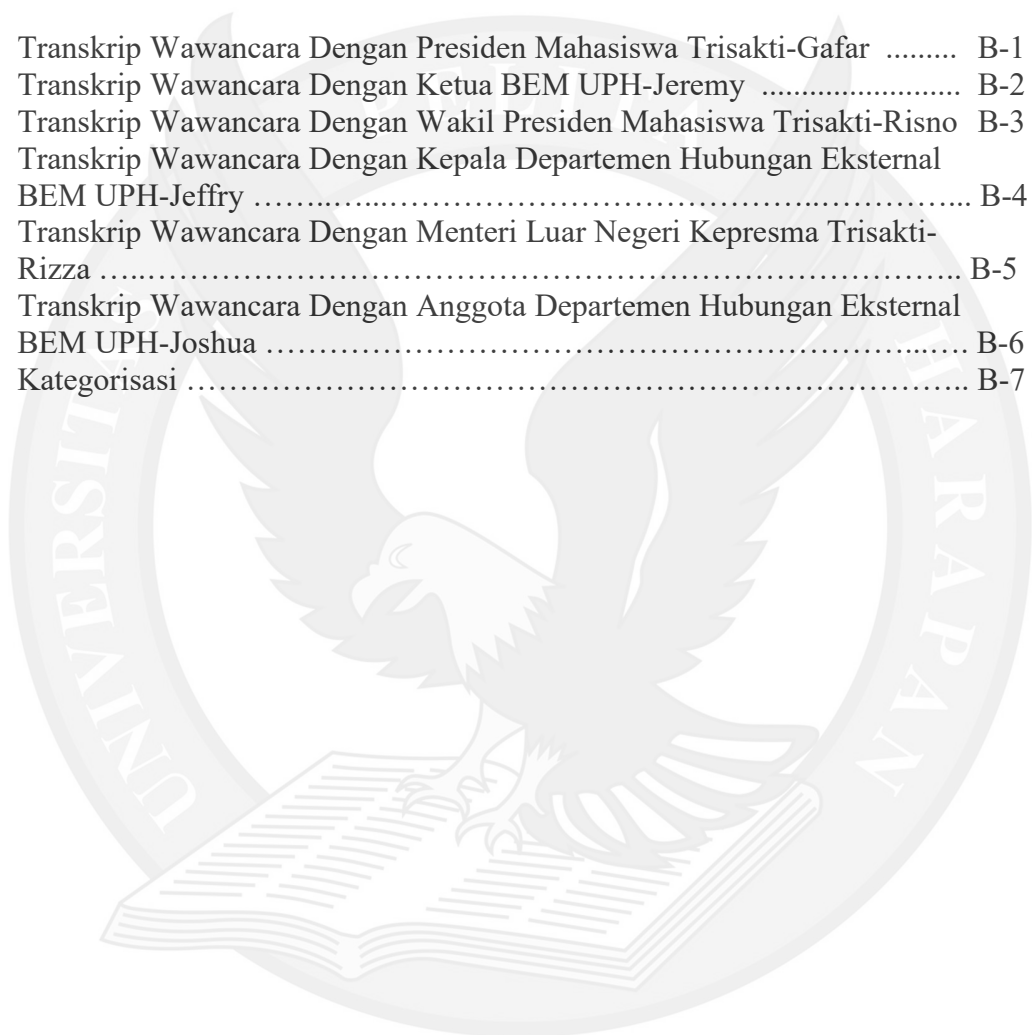 Transkrip Wawancara Dengan Presiden Mahasiswa Trisakti-Gafar ......... B-1
Transkrip Wawancara Dengan Ketua BEM UPH-Jeremy ........................ B-2
Transkrip Wawancara Dengan Wakil Presiden Mahasiswa Trisakti-Risno B-3
Transkrip Wawancara Dengan Kepala Departemen Hubungan Eksternal
BEM UPH-Jeffry ……..…...…………………………………..…………... B-4
Transkrip Wawancara Dengan Menteri Luar Negeri Kepresma Trisakti-
Rizza …..………………………………………………………………….. B-5
Transkrip Wawancara Dengan Anggota Departemen Hubungan Eksternal
BEM UPH-Joshua ……………………………………………………...…. B-6
Kategorisasi ……………………………………………………………….. B-7
UNIVERSITAS PELITA HARAPAN